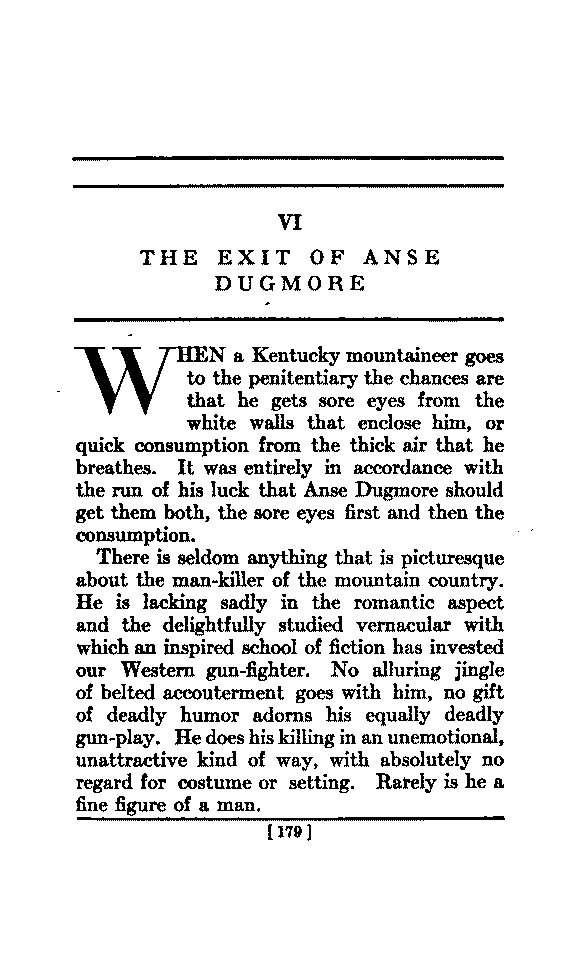 VI
THE EXIT OF ANSE
DUGMORE
WHEN a Kentucky mountaineer goes
to the penitentiary the chances are
that he gets sore eyes from the
white walls that enclose him, or
quick consumption from the thick air that he
breathes. It was entirely in accordance with
the run of his luck that Anse Dugmore should
get them both, the sore eyes first and then the
consumption.
There is seldom anything that is picturesque
about the man-killer of the mountain country.
He is lacking sadly in the romantic aspect
and the delightfully studied vernacular with
which an inspired school of fiction has invested
our Western gun-fighter. No alluring jingle
of belted accouterment goes with him, no gift
of deadly humor adorns his equally deadly
gun-play. He does his killing in an unemotional,
unattractive kind of way, with absolutely no
regard for costume or setting. Rarely is he a
fine figure of a man.
[179]